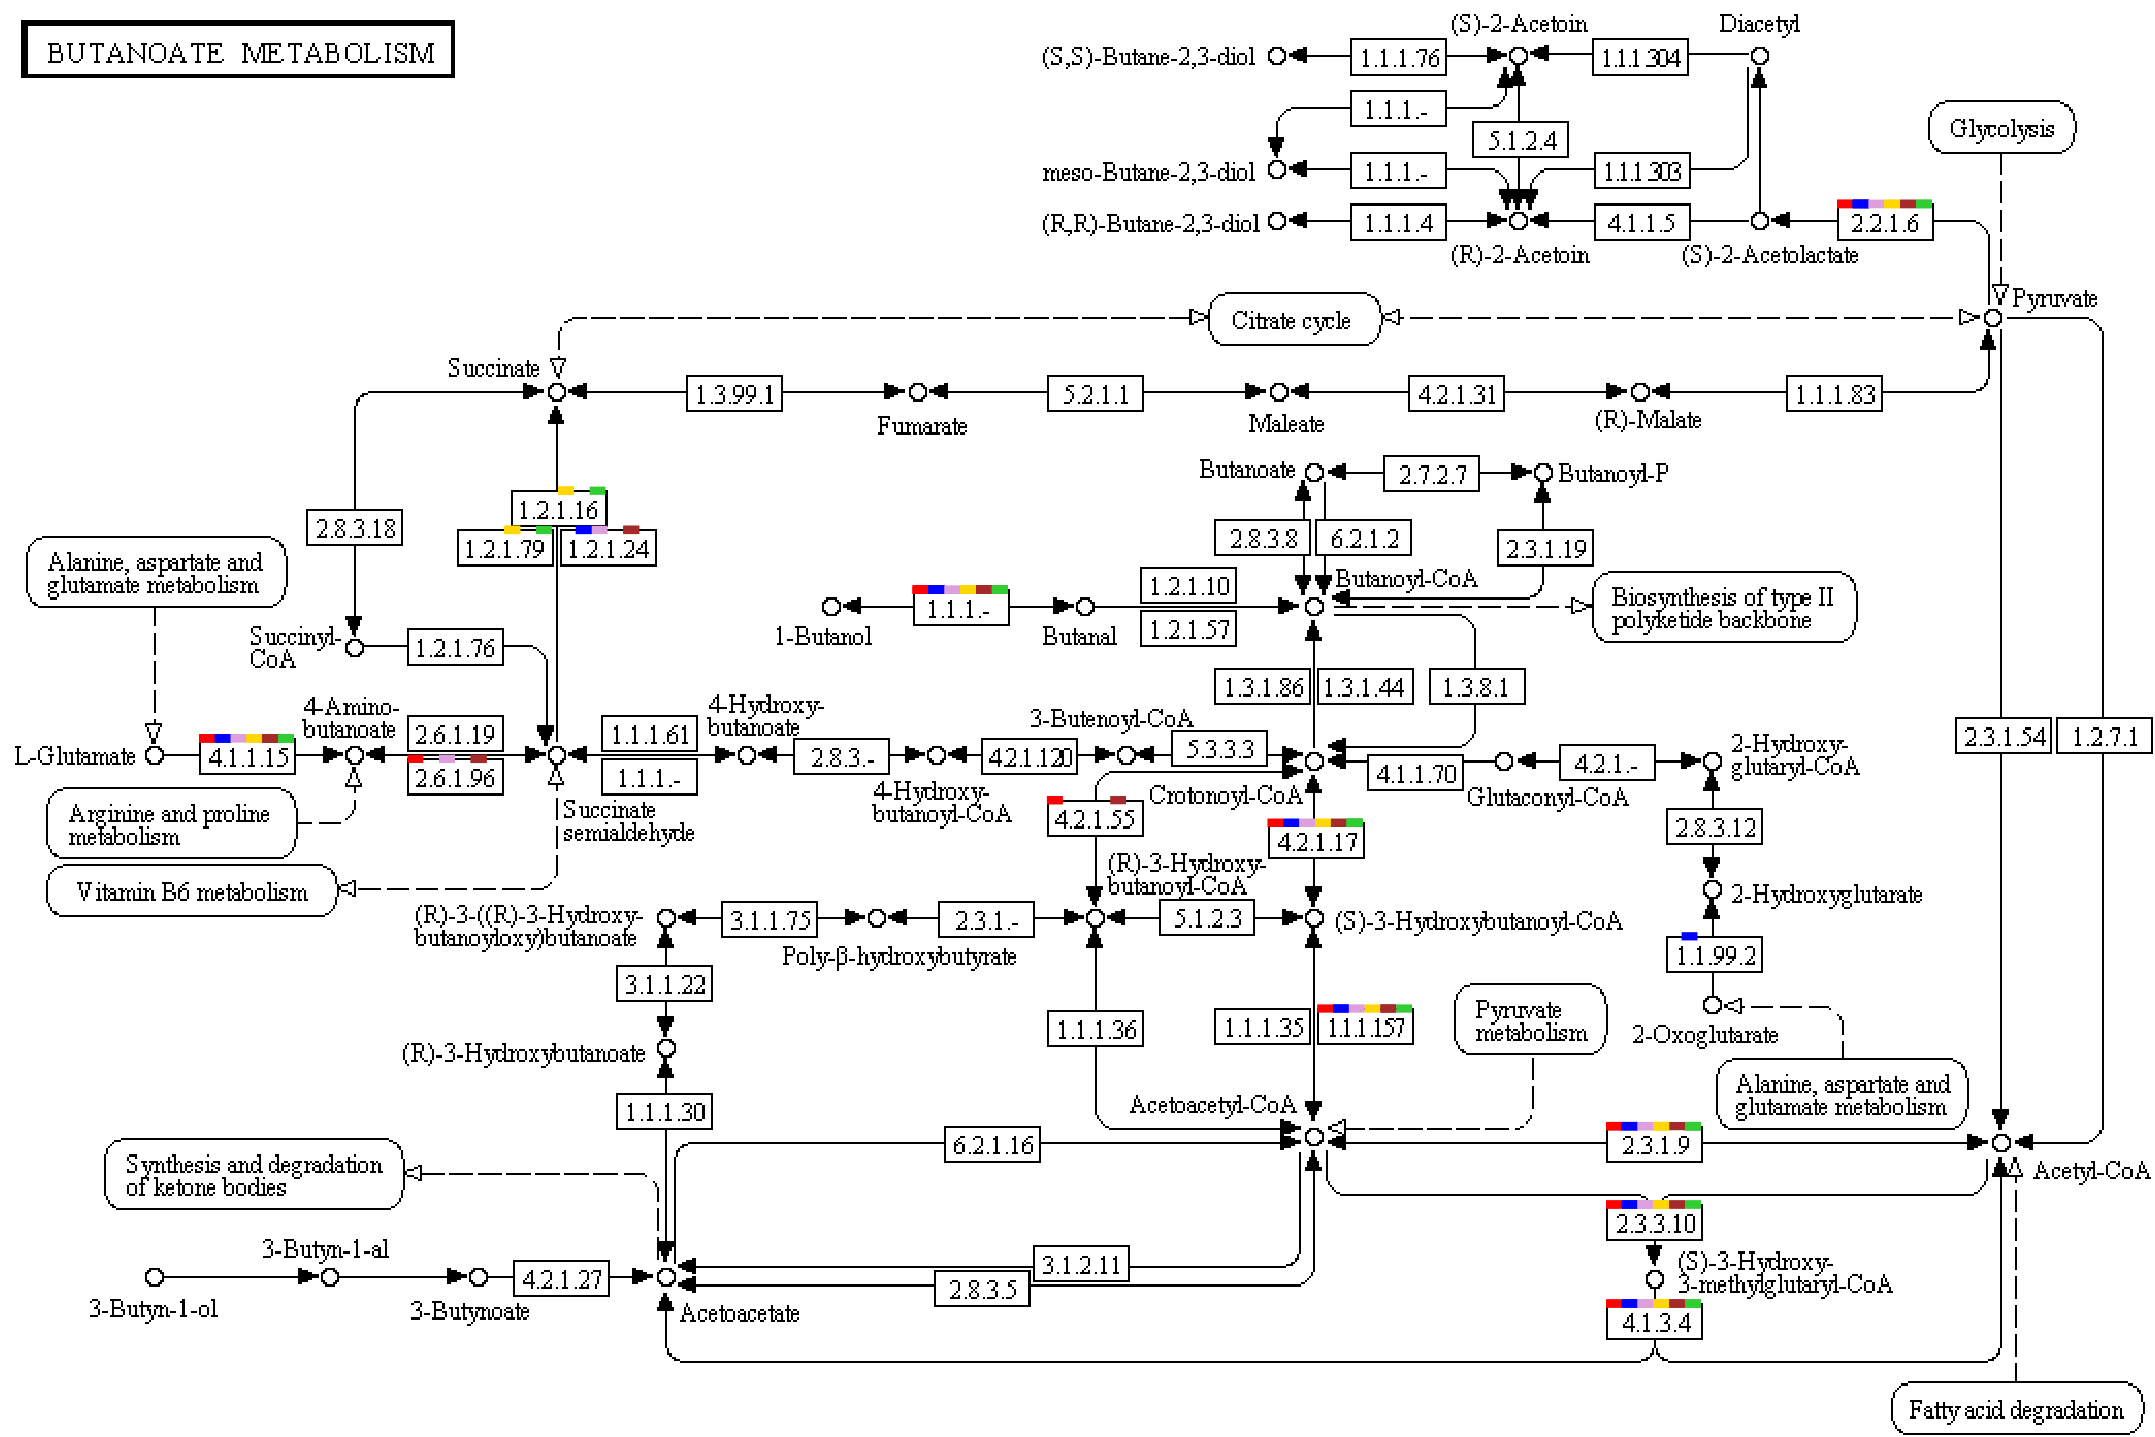 BUTANOATE METABOLISM
(S)-2-Acetoin
Diacetyl
(S,S)-Butane-2,3-diol
1.1.1.76
1.1.1.304
1.1.1.-
5.1.2.4
Glycolysis
meso-Butane-2,3-diol
1.1.1.-
1.1.1.303
(R,R)-Butane-2,3-diol
1.1.1.4
4.1.1.5
2.2.1.6
(R)-2-Acetoin
(S)-2-Acetolactate
Pyruvate
Citrate cycle
Succinate
1.3.99.1
5.2.1.1
4.2.1.31
1.1.1.83
Fumarate
Maleate
(R)-Malate
Butanoate
2.7.2.7
Butanoyl-P
1.2.1.16
2.8.3.18
1.2.1.79
1.2.1.24
2.8.3.8
6.2.1.2
2.3.1.19
Alanine, aspartate and
glutamate metabolism
Butanoyl-CoA
1.2.1.10
1.1.1.-
1-Butanol
Butanal
1.2.1.57
Biosynthesis of type II
polyketide backbone
Succinyl-
CoA
1.2.1.76
1.3.1.86
1.3.1.44
1.3.8.1
4-Amino-
butanoate
2.6.1.19
1.1.1.61
4-Hydroxy-
butanoate
3-Butenoyl-CoA
2.3.1.54
1.2.7.1
L-Glutamate
4.1.1.15
2.6.1.96
1.1.1.-
2.8.3.-
4.2.1.120
5.3.3.3
4.1.1.70
4.2.1.-
2-Hydroxy-
glutaryl-CoA
Succinate
semialdehyde
4-Hydroxy-
butanoyl-CoA
Crotonoyl-CoA
Glutaconyl-CoA
Arginine and proline
metabolism
4.2.1.55
4.2.1.17
2.8.3.12
Vitamin B6 metabolism
(R)-3-Hydroxy-
butanoyl-CoA
2-Hydroxyglutarate
(R)-3-((R)-3-Hydroxy-
butanoyloxy)butanoate
3.1.1.75
2.3.1.-
5.1.2.3
(S)-3-Hydroxybutanoyl-CoA
Poly-β-hydroxybutyrate
1.1.99.2
3.1.1.22
1.1.1.36
1.1.1.35
1.1.1.157
Pyruvate
metabolism
2-Oxoglutarate
(R)-3-Hydroxybutanoate
Alanine, aspartate and
glutamate metabolism
1.1.1.30
Acetoacetyl-CoA
6.2.1.16
2.3.1.9
Acetyl-CoA
Synthesis and degradation
of ketone bodies
2.3.3.10
3-Butyn-1-al
3.1.2.11
(S)-3-Hydroxy-
3-methylglutaryl-CoA
4.2.1.27
2.8.3.5
3-Butyn-1-ol
3-Butynoate
Acetoacetate
4.1.3.4
Fatty acid degradation